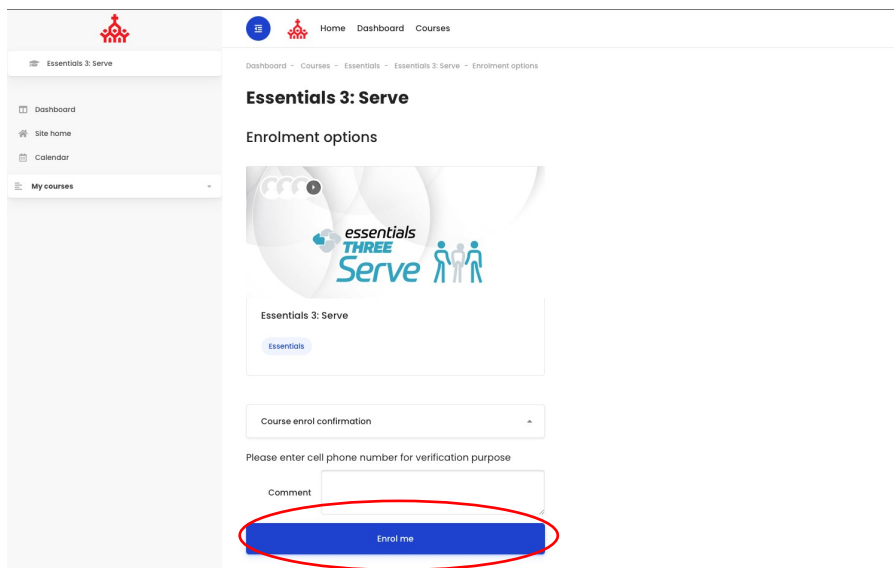 Home Dashboard Courses
Essentials 3: Serve
Dashboard
Site home
Calendar
My courses
Dashboard - Courses - Essentials - Essentials 3: Serve - Enrolment options
Essentials 3: Serve
Enrolment options
essentials
THREE
Serve
Essentials 3: Serve
Essentials
Course enrol confirmation
Please enter cell phone number for verification purpose
Comment
Enrol me